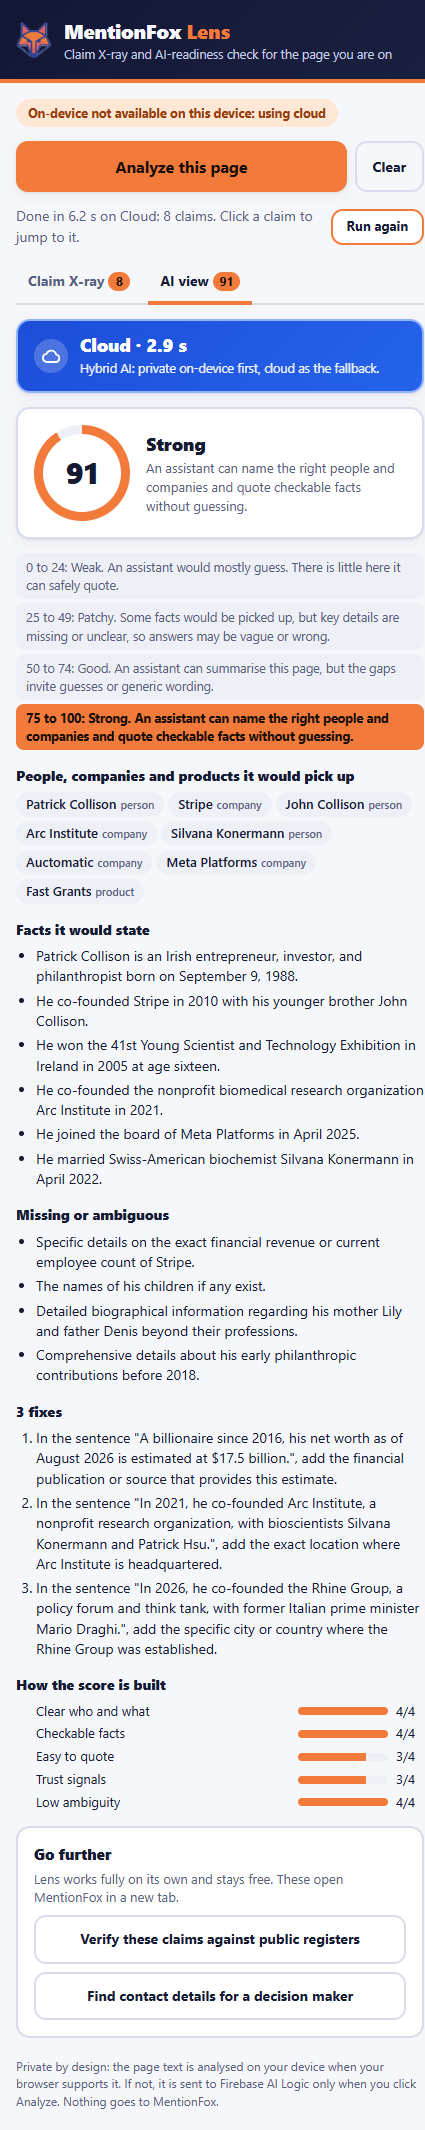 MentionFox Lens
Claim X-ray and AI-readiness check for the page you are on
On-device not available on this device: using cloud
Analyze this page
Clear
Done in 6.2 s on Cloud: 8 claims. Click a claim to
jump to it.
Run again
Claim X-ray 8
AI view 91
Cloud · 2.9 s
Hybrid AI: private on-device first, cloud as the fallback.
91
Strong
An assistant can name the right people and
companies and quote checkable facts
without guessing.
0 to 24: Weak. An assistant would mostly guess. There is little here it
can safely quote.
25 to 49: Patchy. Some facts would be picked up, but key details are
missing or unclear, so answers may be vague or wrong.
50 to 74: Good. An assistant can summarise this page, but the gaps
invite guesses or generic wording.
75 to 100: Strong. An assistant can name the right people and
companies and quote checkable facts without guessing.
People, companies and products it would pick up
Patrick Collison person Stripe company John Collison person
Arc Institute company Silvana Konermann person
Auctomatic company Meta Platforms company
Fast Grants product
Facts it would state
• Patrick Collison is an Irish entrepreneur, investor, and
philanthropist born on September 9, 1988.
• He co-founded Stripe in 2010 with his younger brother John
Collison.
• He won the 41st Young Scientist and Technology Exhibition in
Ireland in 2005 at age sixteen.
• He co-founded the nonprofit biomedical research organization
Arc Institute in 2021.
• He joined the board of Meta Platforms in April 2025.
• He married Swiss-American biochemist Silvana Konermann in
April 2022.
Missing or ambiguous
• Specific details on the exact financial revenue or current
employee count of Stripe.
• The names of his children if any exist.
• Detailed biographical information regarding his mother Lily
and father Denis beyond their professions.
• Comprehensive details about his early philanthropic
contributions before 2018.
3 fixes
1. In the sentence "A billionaire since 2016, his net worth as of
August 2026 is estimated at $17.5 billion.", add the financial
publication or source that provides this estimate.
2. In the sentence "In 2021, he co-founded Arc Institute, a
nonprofit research organization, with bioscientists Silvana
Konermann and Patrick Hsu.", add the exact location where
Arc Institute is headquartered.
3. In the sentence "In 2026, he co-founded the Rhine Group, a
policy forum and think tank, with former Italian prime minister
Mario Draghi.", add the specific city or country where the
Rhine Group was established.
How the score is built
Clear who and what 4/4
Checkable facts 4/4
Easy to quote 3/4
Trust signals 3/4
Low ambiguity 4/4
Go further
Lens works fully on its own and stays free. These open
MentionFox in a new tab.
Verify these claims against public registers
Find contact details for a decision maker
Private by design: the page text is analysed on your device when your
browser supports it. If not, it is sent to Firebase AI Logic only when you click
Analyze. Nothing goes to MentionFox.